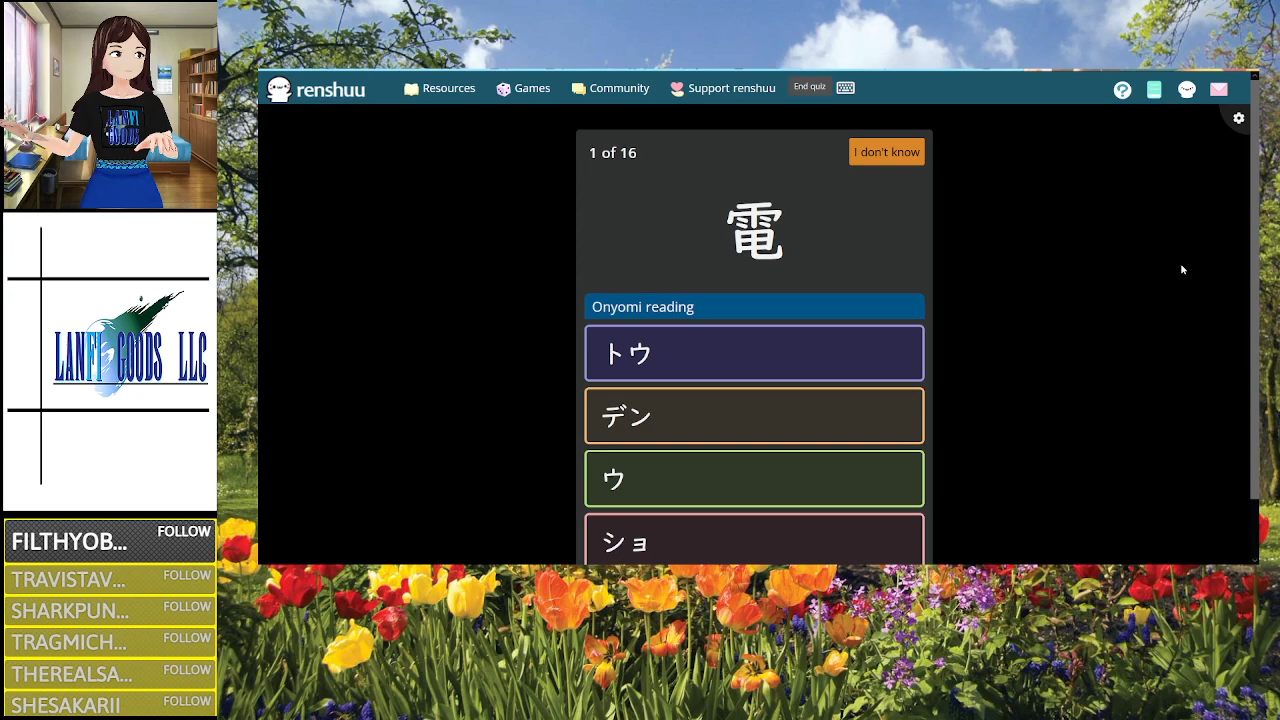 LANFI
GOODS
renshuu
Resources
Games
Community
Support renshuu
End quiz
1 of 16
I don't know
電
Onyomi reading
トウ
デン
ウ
ショ
LANFI GOODS LLC
FILTHYOB... FOLLOW
TRAVISTAV... FOLLOW
SHARKPUN... FOLLOW
TRAGMICH... FOLLOW
THEREALSA... FOLLOW
SHESAKARII FOLLOW